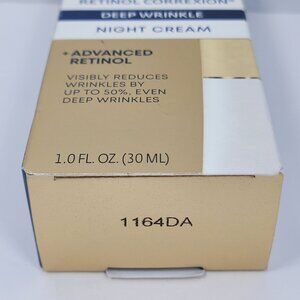 RETINOL CORREXION®
DEEP WRINKLE
NIGHT CREAM
+ADVANCED
RETINOL
VISIBLY REDUCES
WRINKLES BY
UP TO 50%, EVEN
DEEP WRINKLES
1.0 FL. OZ. (30 ML)
1164DA